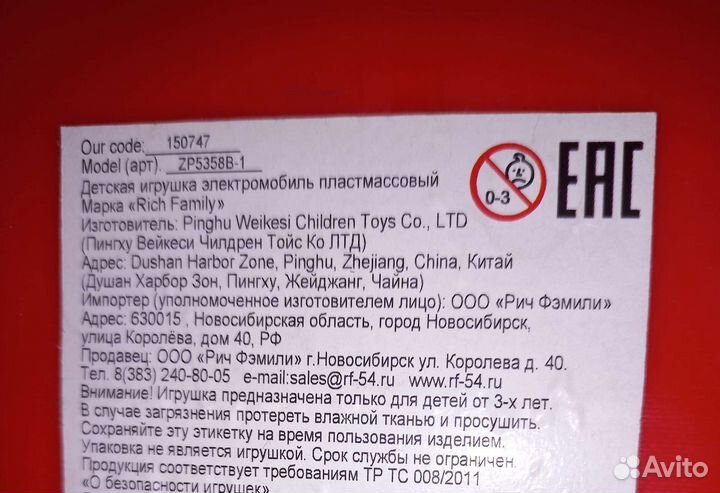 Our code: 150747
Model (арт). ZP5358B-1
Детская игрушка электромобиль пластмассовый
Марка «Rich Family»
0-3
EAC
Изготовитель: Pinghu Weikesi Children Toys Co., LTD
(Пингху Вейкеси Чилдрен Тойс Ко ЛТД)
Адрес: Dushan Harbor Zone, Pinghu, Zhejiang, China, Китай
(Душан Харбор Зон, Пингху, Жейджанг, Чайна)
Импортер (уполномоченное изготовителем лицо): ООО «Рич Фэмили»
Адрес: 630015 , Новосибирская область, город Новосибирск,
улица Королёва, дом 40, РФ
Продавец: ООО «Рич Фэмили» г.Новосибирск ул. Королева д. 40.
Тел. 8(383) 240-80-05 e-mail:sales@rf-54.ru www.rf-54.ru
Внимание! Игрушка предназначена только для детей от 3-х лет.
В случае загрязнения протереть влажной тканью и просушить.
Сохраняйте эту этикетку на время пользования изделием.
Упаковка не является игрушкой. Срок службы не ограничен.
Продукция соответствует требованиям ТР ТС 008/2011
«О безопасности игрушек»
Avito